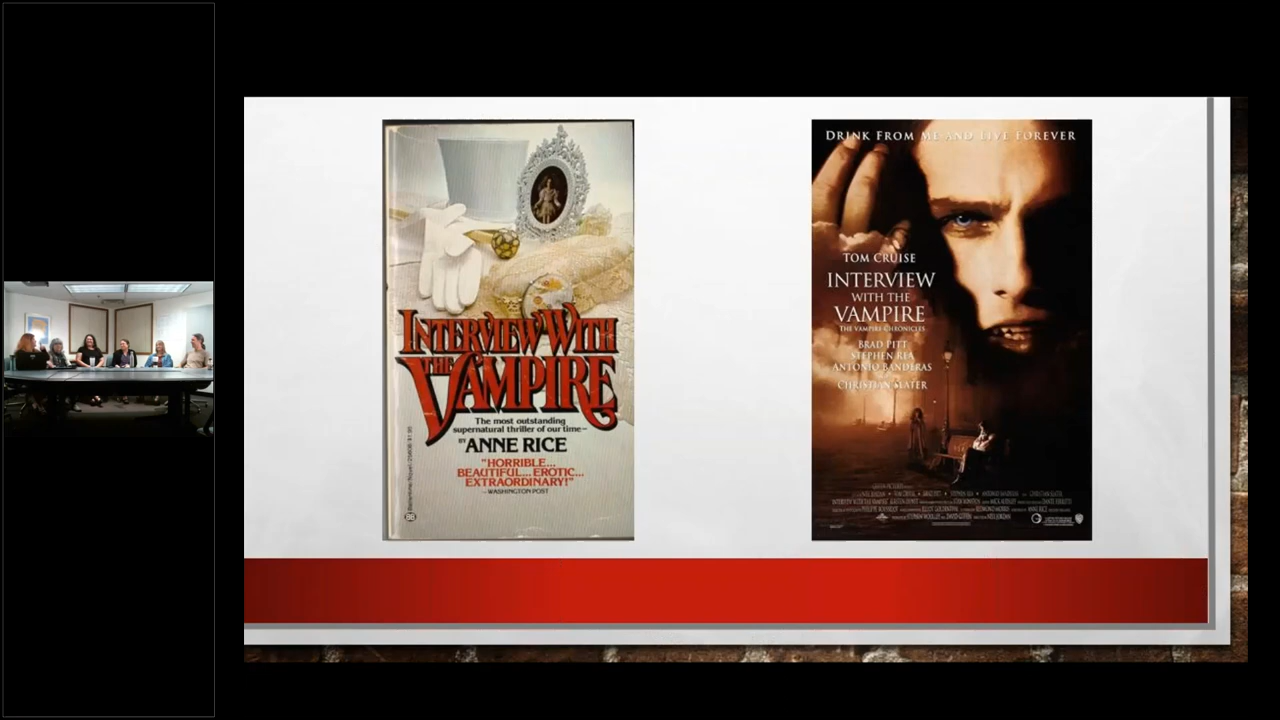 INTERVIEW WITH
THE
VAMPIRE
The most outstanding
supernatural thriller of our time—
BY ANNE RICE
"HORRIBLE...
BEAUTIFUL... EROTIC...
EXTRAORDINARY!"
—WASHINGTON POST
DRINK FROM ME AND LIVE FOREVER
TOM CRUISE
INTERVIEW
WITH THE
VAMPIRE
THE VAMPIRE CHRONICLES
BRAD PITT
STEPHEN REA
ANTONIO BANDERAS
CHRISTIAN SLATER